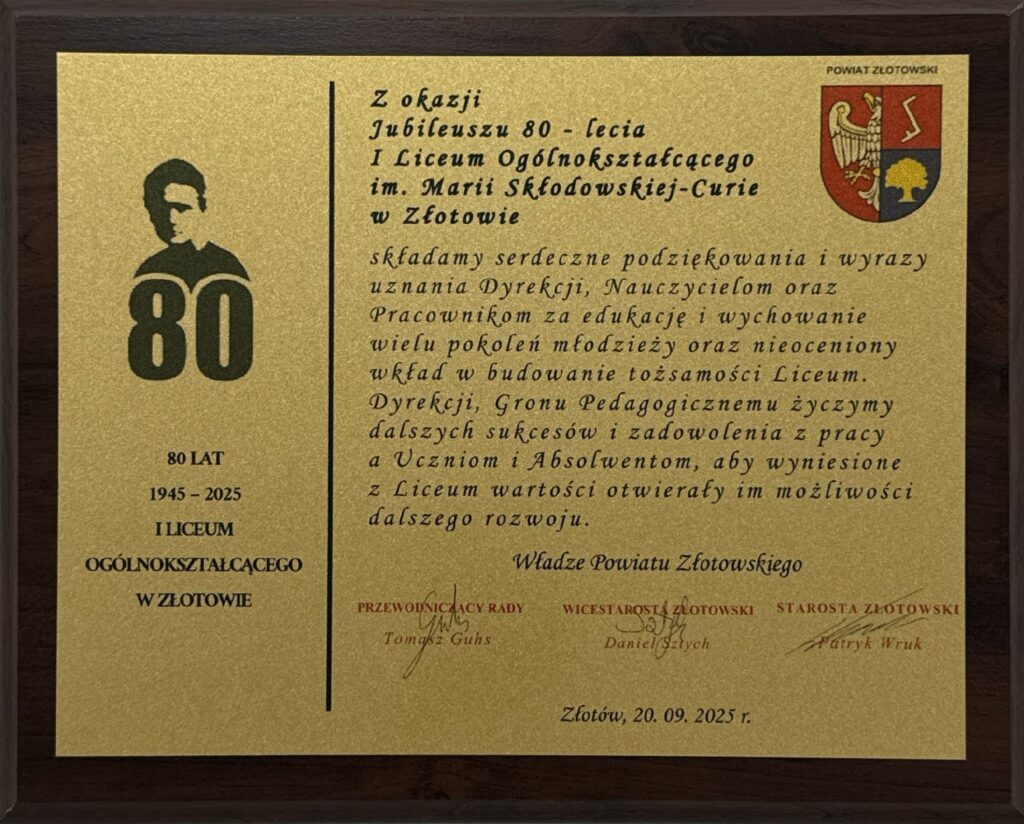 80
80 LAT
1945 – 2025
I LICEUM
OGÓLNOKSZTAŁCĄCEGO
W ZŁOTOWIE
POWIAT ZŁOTOWSKI
Z okazji
Jubileuszu 80 - lecia
I Liceum Ogólnokształcącego
im. Marii Skłodowskiej-Curie
w Złotowie
składamy serdeczne podziękowania i wyrazy
uznania Dyrekcji, Nauczycielom oraz
Pracownikom za edukację i wychowanie
wielu pokoleń młodzieży oraz nieoceniony
wkład w budowanie tożsamości Liceum.
Dyrekcji, Gronu Pedagogicznemu życzymy
dalszych sukcesów i zadowolenia z pracy
a Uczniom i Absolwentom, aby wyniesione
z Liceum wartości otwierały im możliwości
dalszego rozwoju.
Władze Powiatu Złotowskiego
PRZEWODNICZĄCY RADY WICESTAROSTA ZŁOTOWSKI STAROSTA ZŁOTOWSKI
Tomasz Guhs Daniel Sztych Patryk Wruk
Złotów, 20. 09. 2025 r.